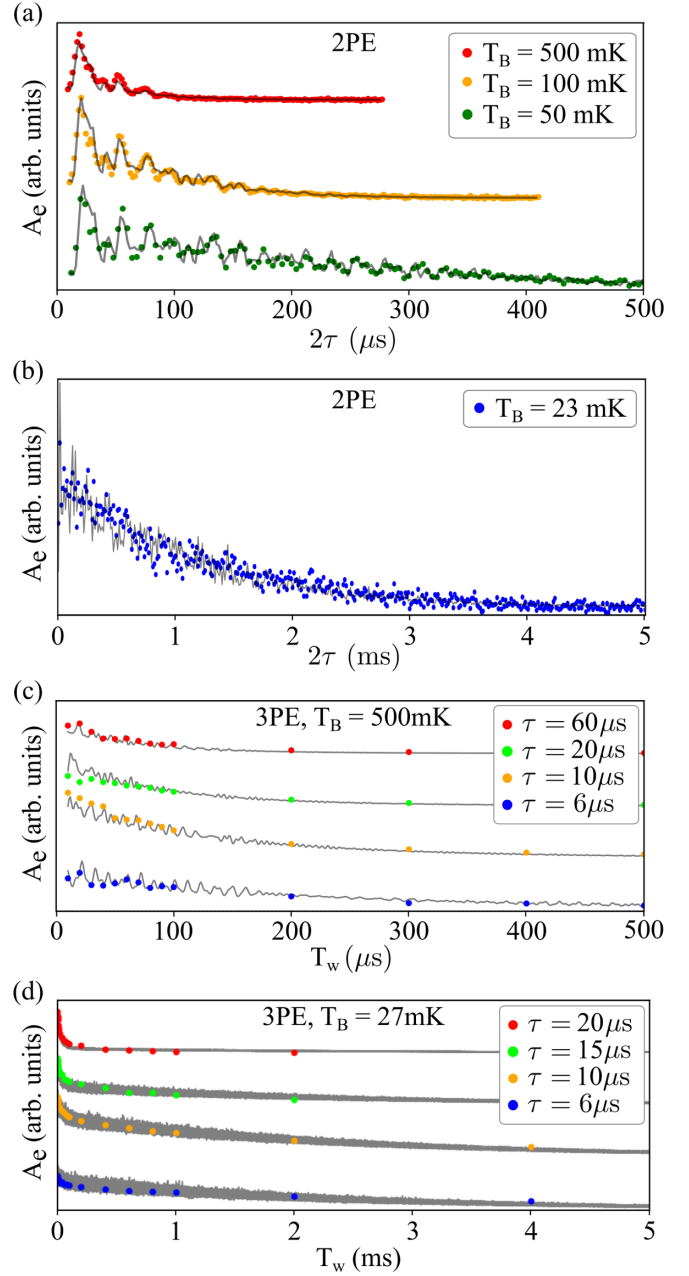 (a)
2PE
T_B = 500 mK
T_B = 100 mK
T_B = 50 mK
A_e (arb. units)
0 100 200 300 400 500
2τ (μs)
(b)
2PE
T_B = 23 mK
A_e (arb. units)
0 1 2 3 4 5
2τ (ms)
(c)
3PE, T_B = 500mK
τ = 60μs
τ = 20μs
τ = 10μs
τ = 6μs
A_e (arb. units)
0 100 200 300 400 500
T_w (μs)
(d)
3PE, T_B = 27mK
τ = 20μs
τ = 15μs
τ = 10μs
τ = 6μs
A_e (arb. units)
0 1 2 3 4 5
T_w (ms)